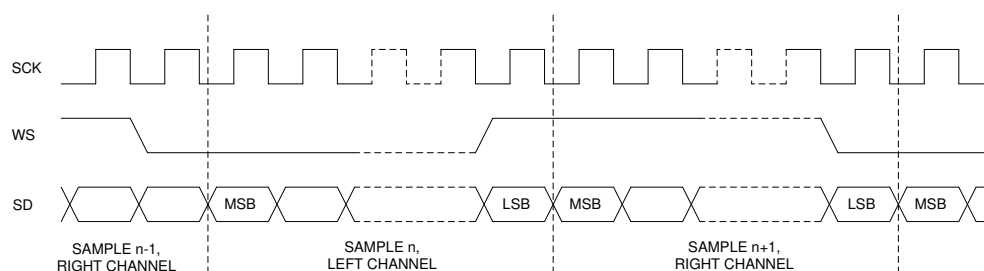 SCK
WS
SD
MSB
LSB
MSB
LSB
MSB
SAMPLE n-1,
RIGHT CHANNEL
SAMPLE n,
LEFT CHANNEL
SAMPLE n+1,
RIGHT CHANNEL